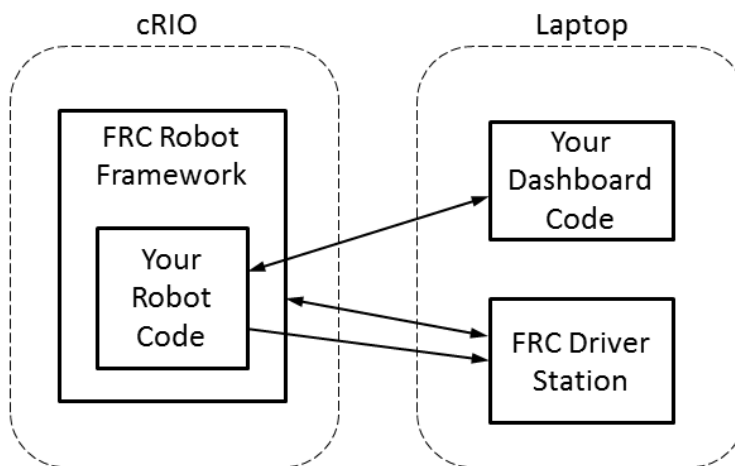 cRIO
Laptop
FRC Robot
Framework
Your
Robot
Code
Your
Dashboard
Code
FRC Driver
Station